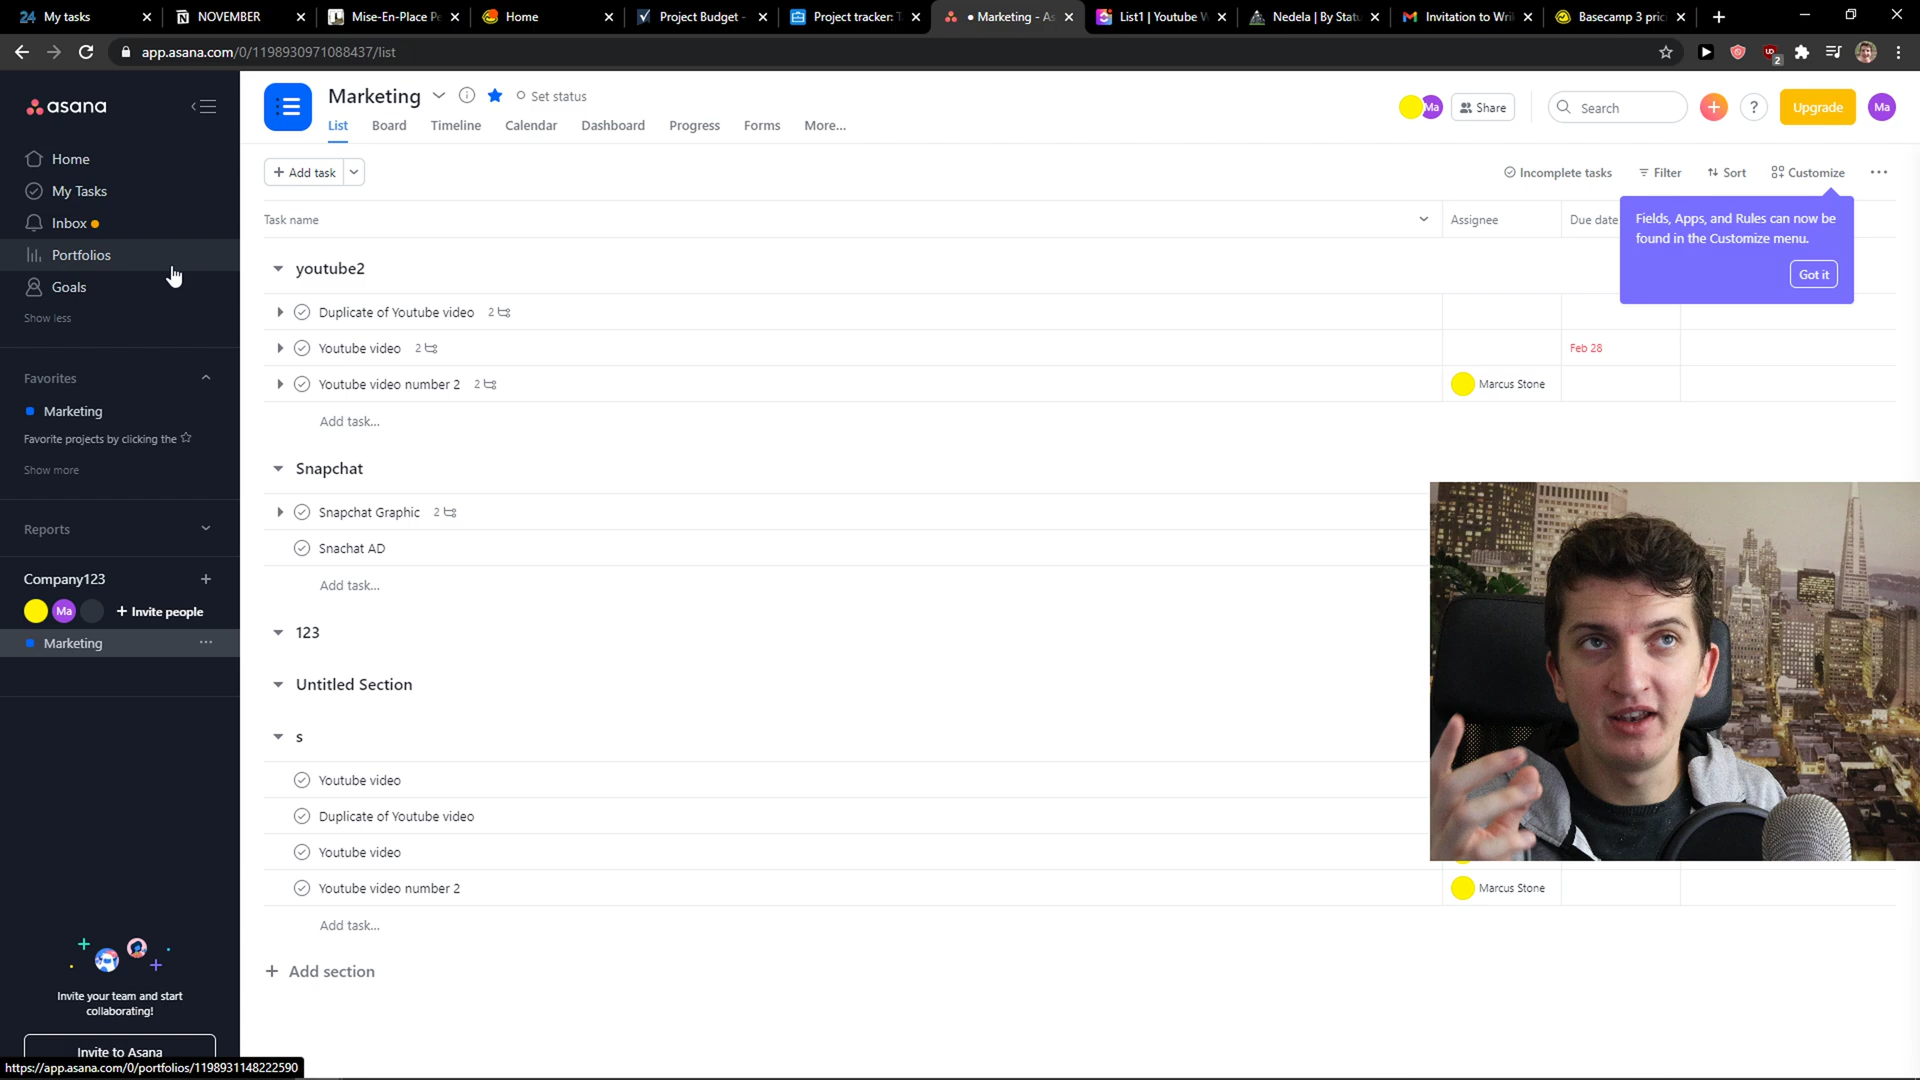 24 My tasks
NOVEMBER
Mise-En-Place Pe
Home
Project Budget -
Project tracker: T
• Marketing - As
List1 | Youtube W
Nedela | By Statu
Invitation to Wri
Basecamp 3 pric
app.asana.com/0/1198930971088437/list
2
asana
Home
My Tasks
Inbox
Portfolios
Goals
Show less
Favorites
Marketing
Favorite projects by clicking the
Show more
Reports
Company123
Ma
+ Invite people
Marketing
Invite your team and start
collaborating!
Invite to Asana
https://app.asana.com/0/portfolios/1198931148222590
Marketing
Set status
Ma
Share
Search
?
Upgrade
Ma
List
Board
Timeline
Calendar
Dashboard
Progress
Forms
More...
+ Add task
Incomplete tasks
Filter
Sort
Customize
Task name
Assignee
Due date
Fields, Apps, and Rules can now be
found in the Customize menu.
Got it
youtube2
Duplicate of Youtube video 2
Youtube video 2
Feb 28
Youtube video number 2 2
Marcus Stone
Add task...
Snapchat
Snapchat Graphic 2
Snachat AD
Add task...
123
Untitled Section
s
Youtube video
Duplicate of Youtube video
Youtube video
Youtube video number 2
Marcus Stone
Add task...
+ Add section